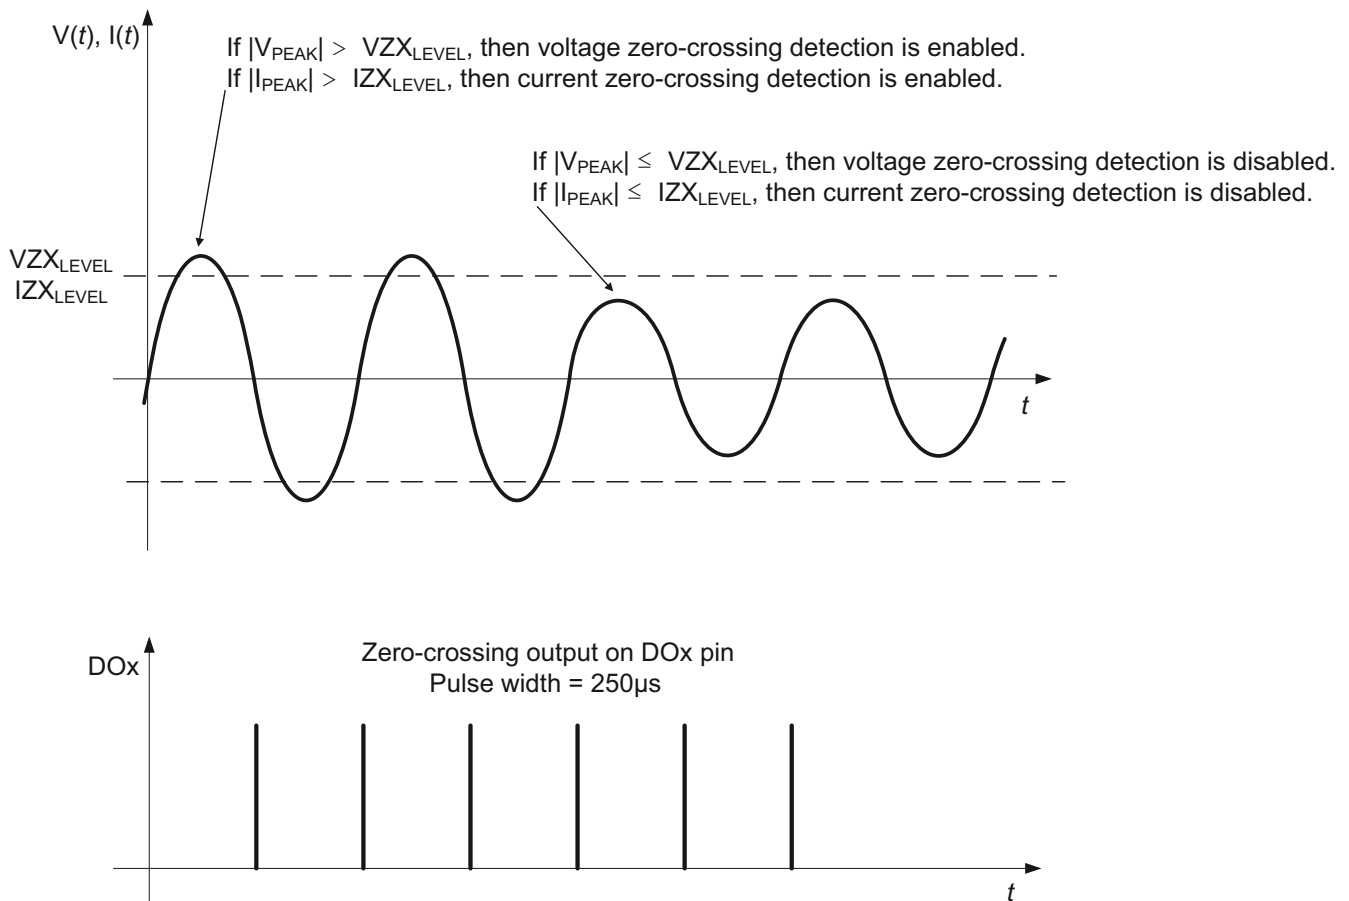 V(t), I(t)
If |VPEAK| > VZXLEVEL, then voltage zero-crossing detection is enabled.
If |IPEAK| > IZXLEVEL, then current zero-crossing detection is enabled.
If |VPEAK| ≤ VZXLEVEL, then voltage zero-crossing detection is disabled.
If |IPEAK| ≤ IZXLEVEL, then current zero-crossing detection is disabled.
VZXLEVEL
IZXLEVEL
t
DOx
Zero-crossing output on DOx pin
Pulse width = 250µs
t